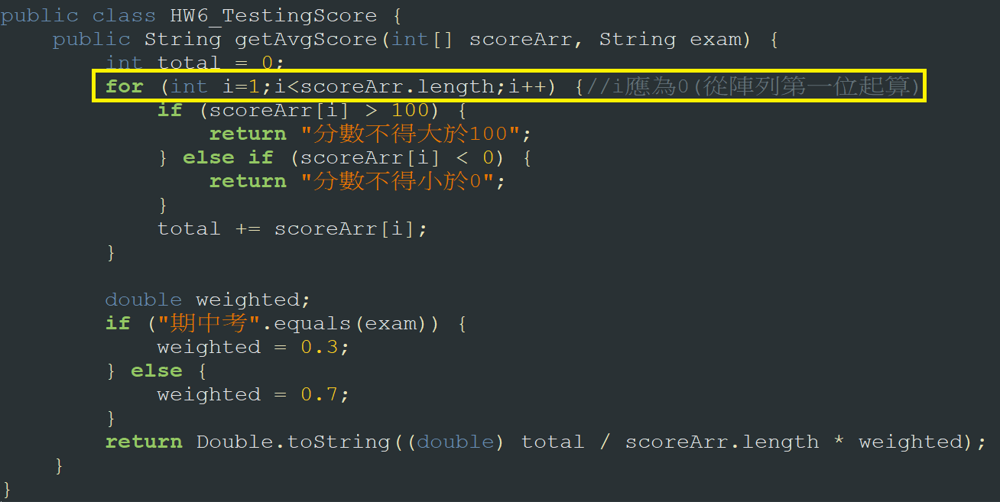 public class HW6_TestingScore {
public String getAvgScore(int[] scoreArr, String exam) {
int total = 0;
for (int i=1;i<scoreArr.length;i++) {//i應為0(從陣列第一位起算)
if (scoreArr[i] > 100) {
return "分數不得大於100";
} else if (scoreArr[i] < 0) {
return "分數不得小於0";
}
total += scoreArr[i];
}
double weighted;
if ("期中考".equals(exam)) {
weighted = 0.3;
} else {
weighted = 0.7;
}
return Double.toString((double) total / scoreArr.length * weighted);
}
}